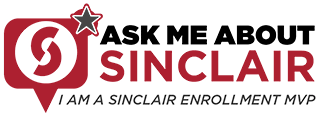 ASK ME ABOUT
SINCLAIR
I AM A SINCLAIR ENROLLMENT MVP